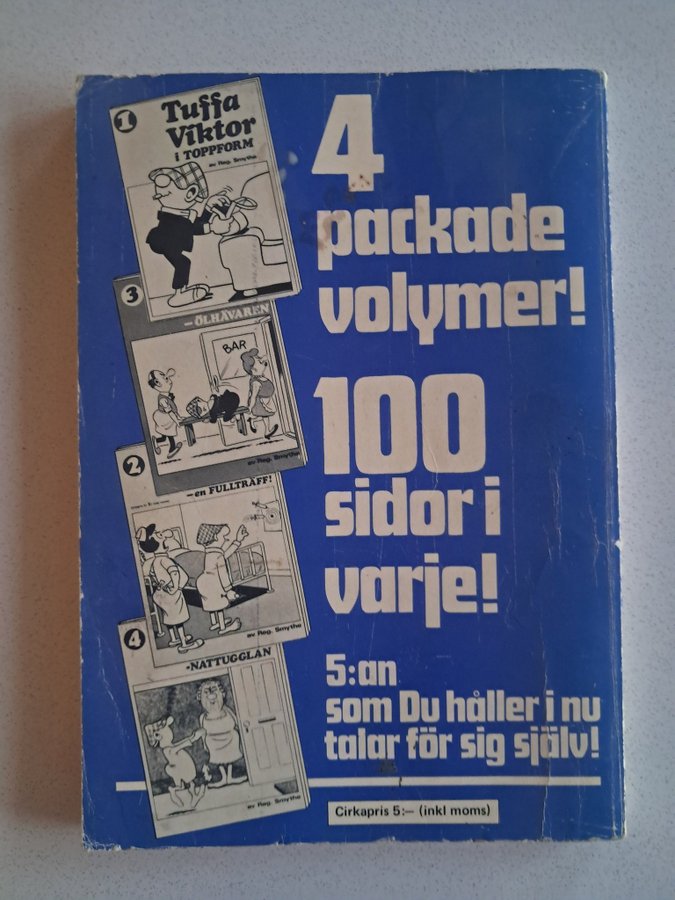 1
Tuffa
Viktor
i TOPPFORM
av Reg. Smythe
3
-ÖLHÄVAREN
BAR
av Reg. Smythe
2
-en FULLTRÄFF!
av Reg. Smythe
4
-NATTUGGLAN
av Reg. Smythe
4
packade
volymer!
100
sidor i
varje!
5:an
som Du håller i nu
talar för sig själv!
Cirkapris 5:— (inkl moms)